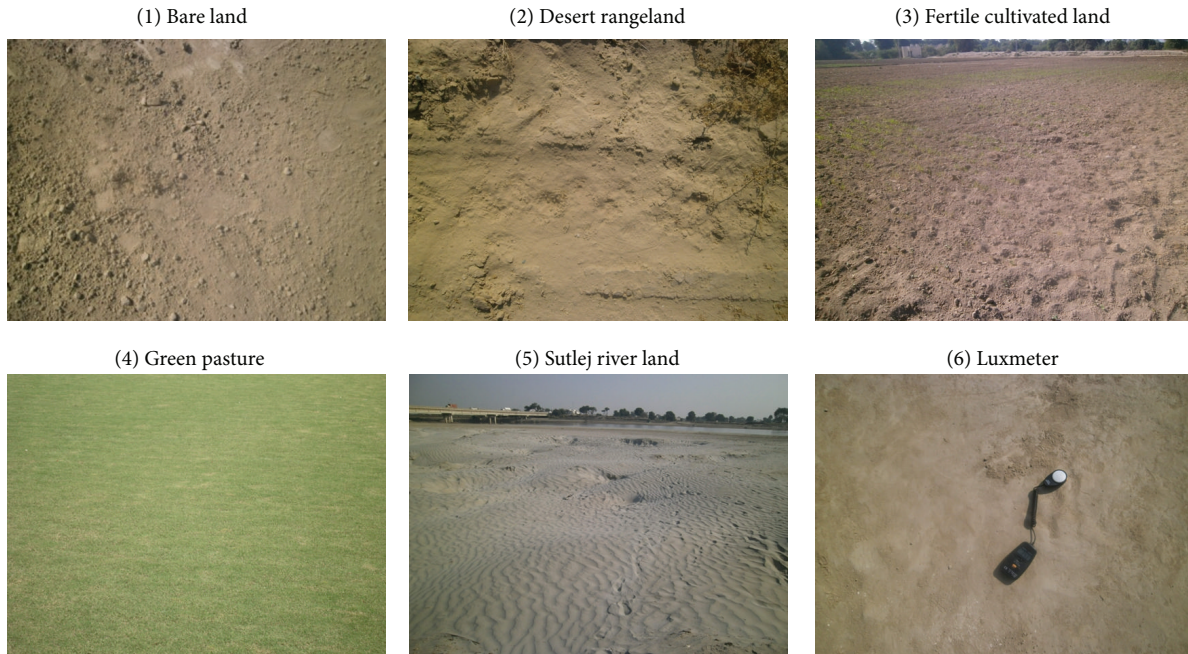 (1) Bare land
(2) Desert rangeland
(3) Fertile cultivated land
(4) Green pasture
(5) Sutlej river land
(6) Luxmeter